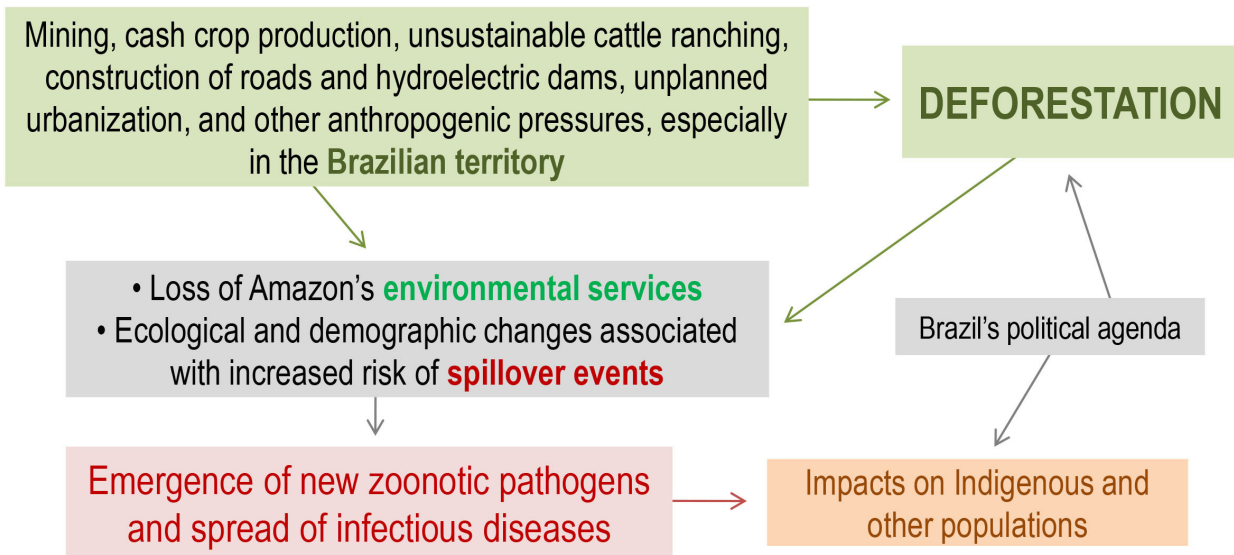 Mining, cash crop production, unsustainable cattle ranching,
construction of roads and hydroelectric dams, unplanned
urbanization, and other anthropogenic pressures, especially
in the Brazilian territory
DEFORESTATION
• Loss of Amazon’s environmental services
• Ecological and demographic changes associated
with increased risk of spillover events
Brazil’s political agenda
Emergence of new zoonotic pathogens
and spread of infectious diseases
Impacts on Indigenous and
other populations